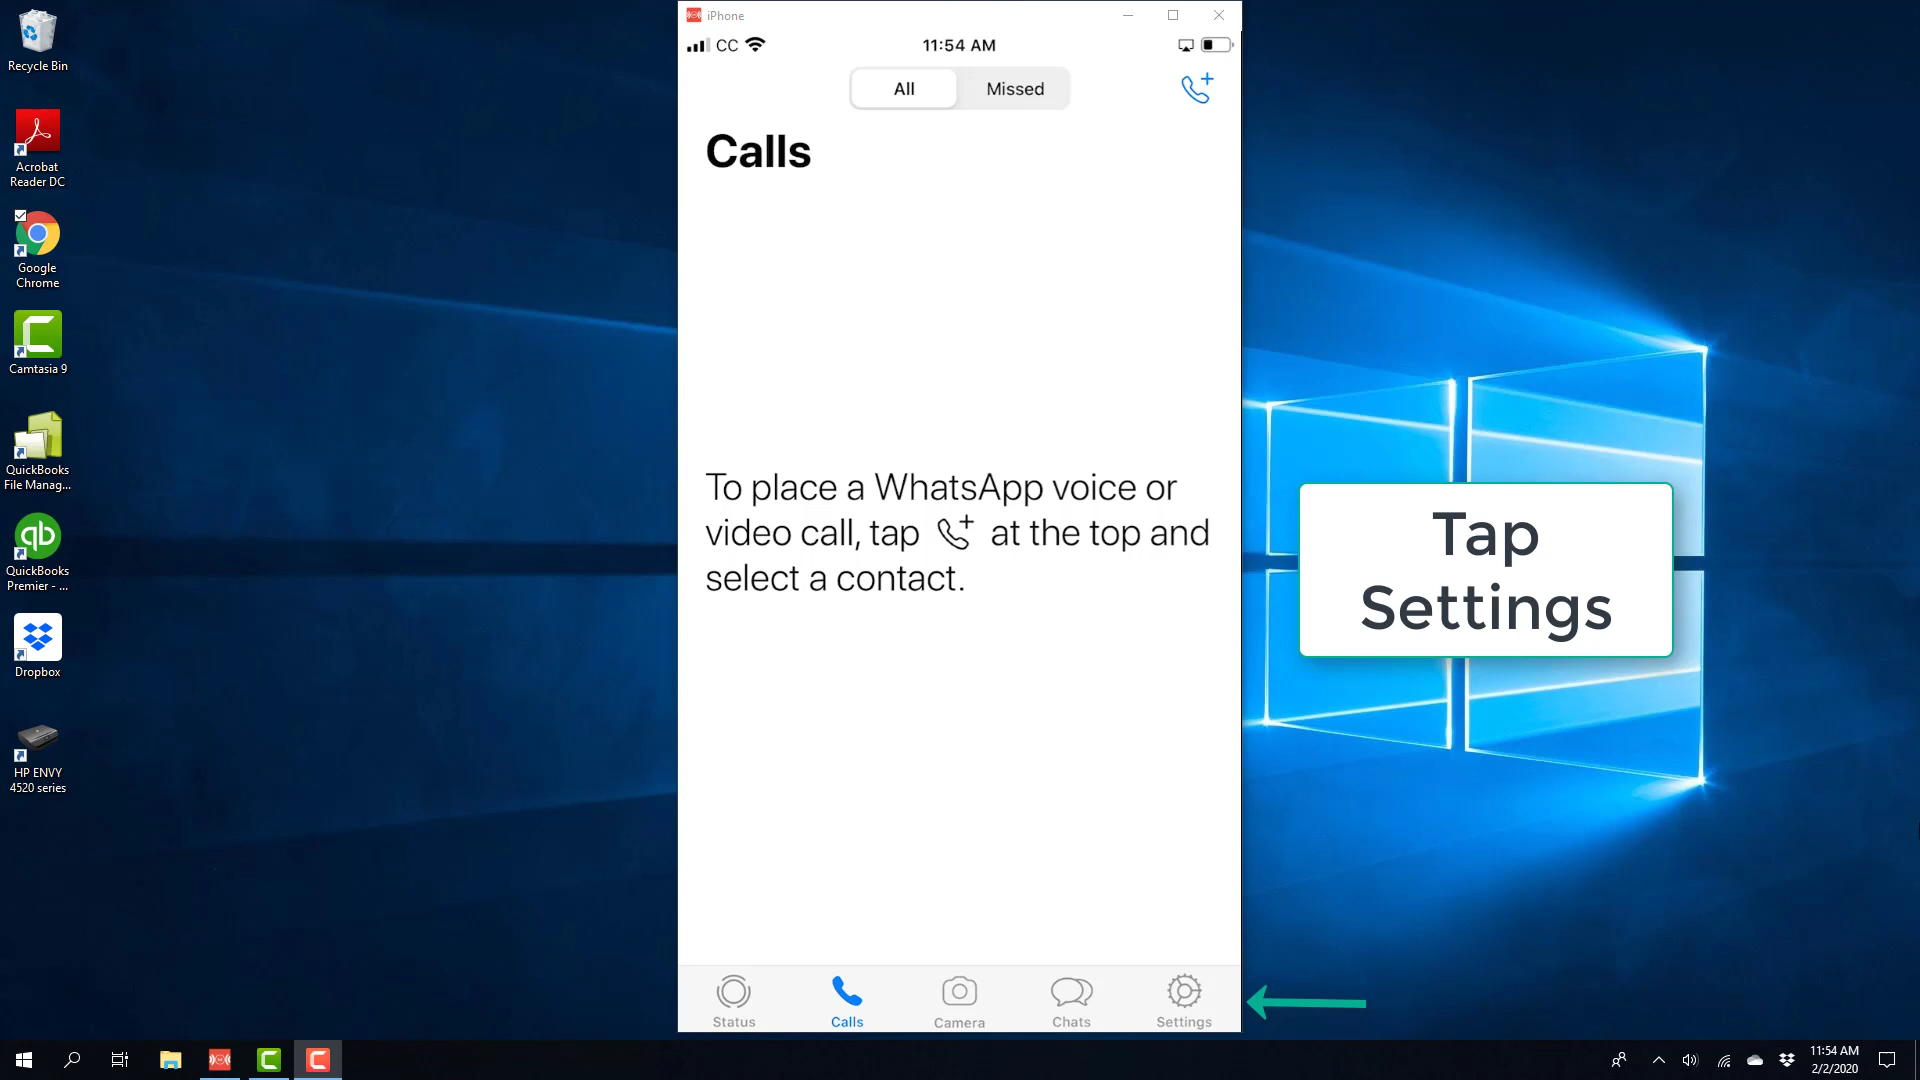 Recycle Bin
Acrobat
Reader DC
Google
Chrome
Camtasia 9
QuickBooks
File Manag...
QuickBooks
Premier - ...
Dropbox
HP ENVY
4520 series
iPhone
CC
11:54 AM
All
Missed
Calls
To place a WhatsApp voice or
video call, tap at the top and
select a contact.
Status
Calls
Camera
Chats
Settings
Tap
Settings
11:54 AM
2/2/2020